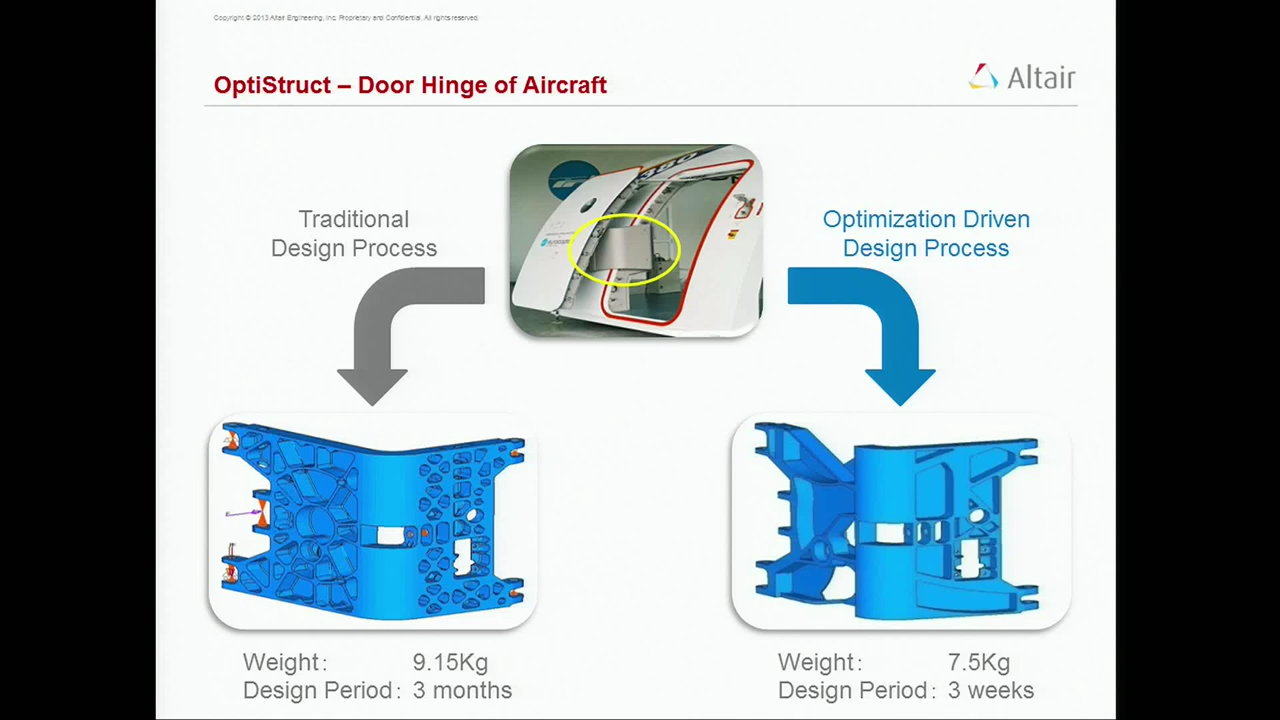 Copyright © 2013 Altair Engineering, Inc. Proprietary and Confidential. All rights reserved.
OptiStruct – Door Hinge of Aircraft
Altair
380
Traditional
Design Process
Optimization Driven
Design Process
Weight: 9.15Kg
Design Period: 3 months
Weight: 7.5Kg
Design Period: 3 weeks